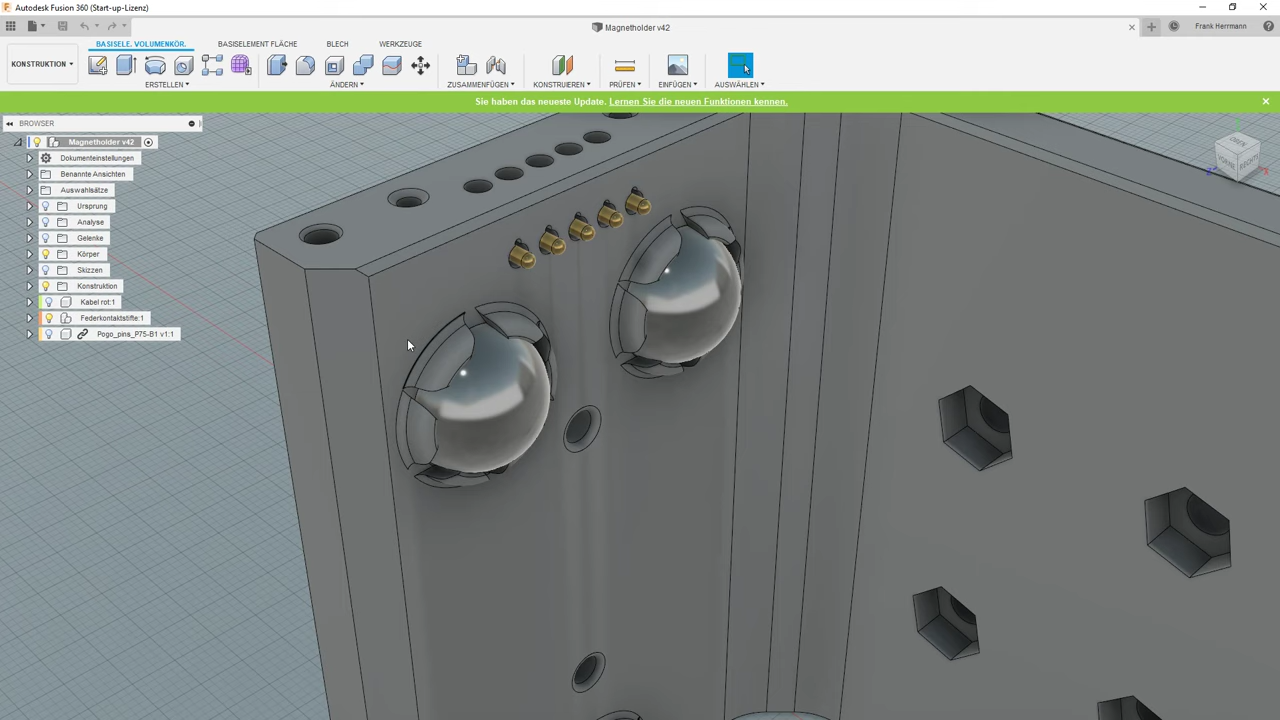 Autodesk Fusion 360 (Start-up-Lizenz)
Magnetholder v42
Frank Herrmann
BASISELE. VOLUMENKÖR.
BASISELEMENT FLÄCHE
BLECH
WERKZEUGE
KONSTRUKTION
ERSTELLEN
ÄNDERN
ZUSAMMENFÜGEN
KONSTRUIEREN
PRÜFEN
EINFÜGEN
AUSWÄHLEN
Sie haben das neueste Update. Lernen Sie die neuen Funktionen kennen.
BROWSER
Magnetholder v42
Dokumenteinstellungen
Benannte Ansichten
Auswahlsätze
Ursprung
Analyse
Gelenke
Körper
Skizzen
Konstruktion
Kabel rot:1
Federkontaktstifte:1
Pogo_pins_P75-B1 v1:1
OBEN
VORNE
RECHTS
Z
X